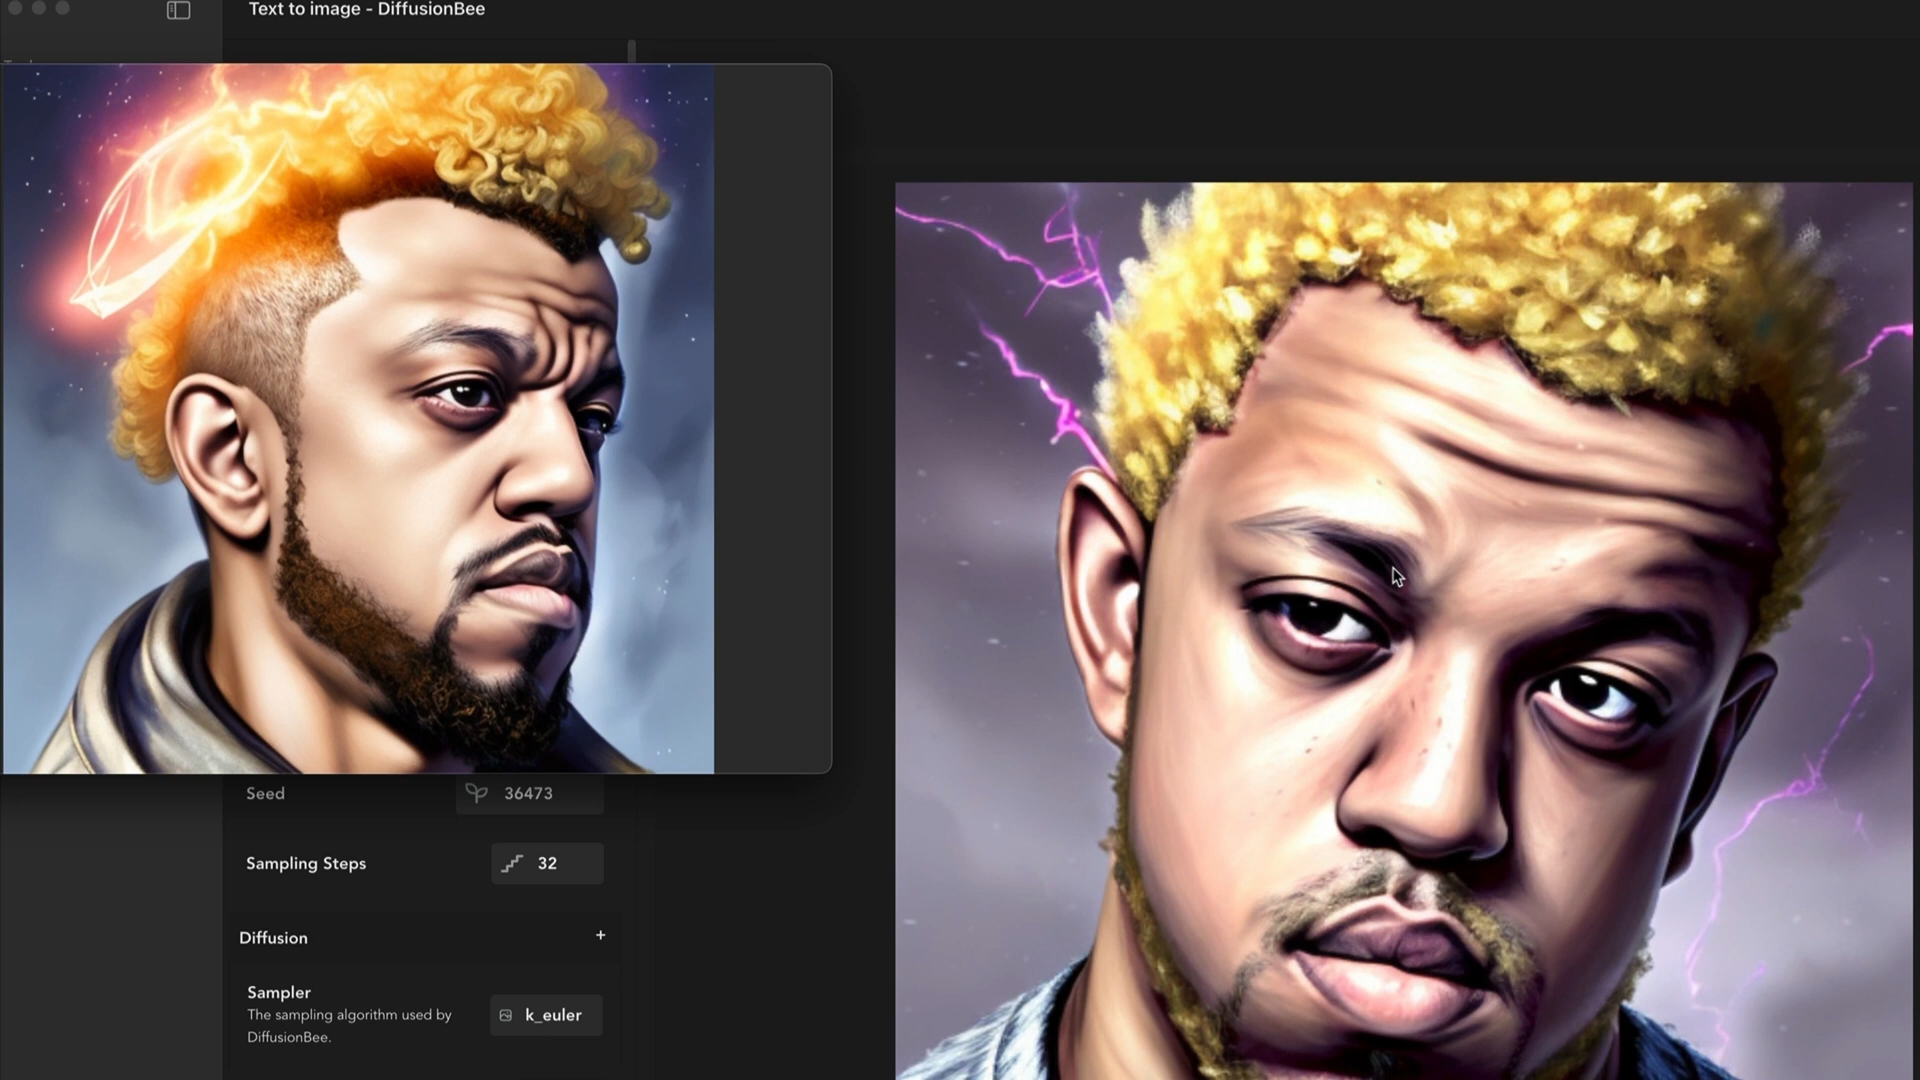 Text to image - DiffusionBee
Seed
36473
Sampling Steps
32
Diffusion
+
Sampler
The sampling algorithm used by
DiffusionBee.
k_euler